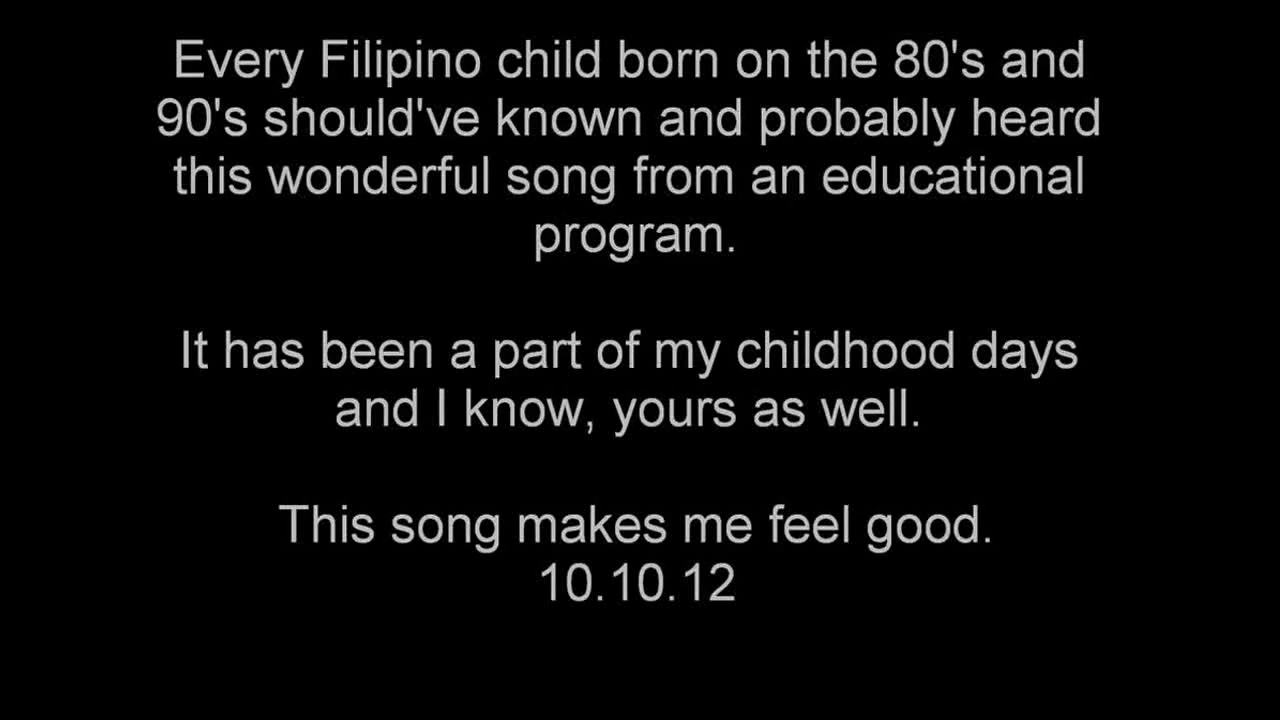 Every Filipino child born on the 80's and
90's should've known and probably heard
this wonderful song from an educational
program.
It has been a part of my childhood days
and I know, yours as well.
This song makes me feel good.
10.10.12